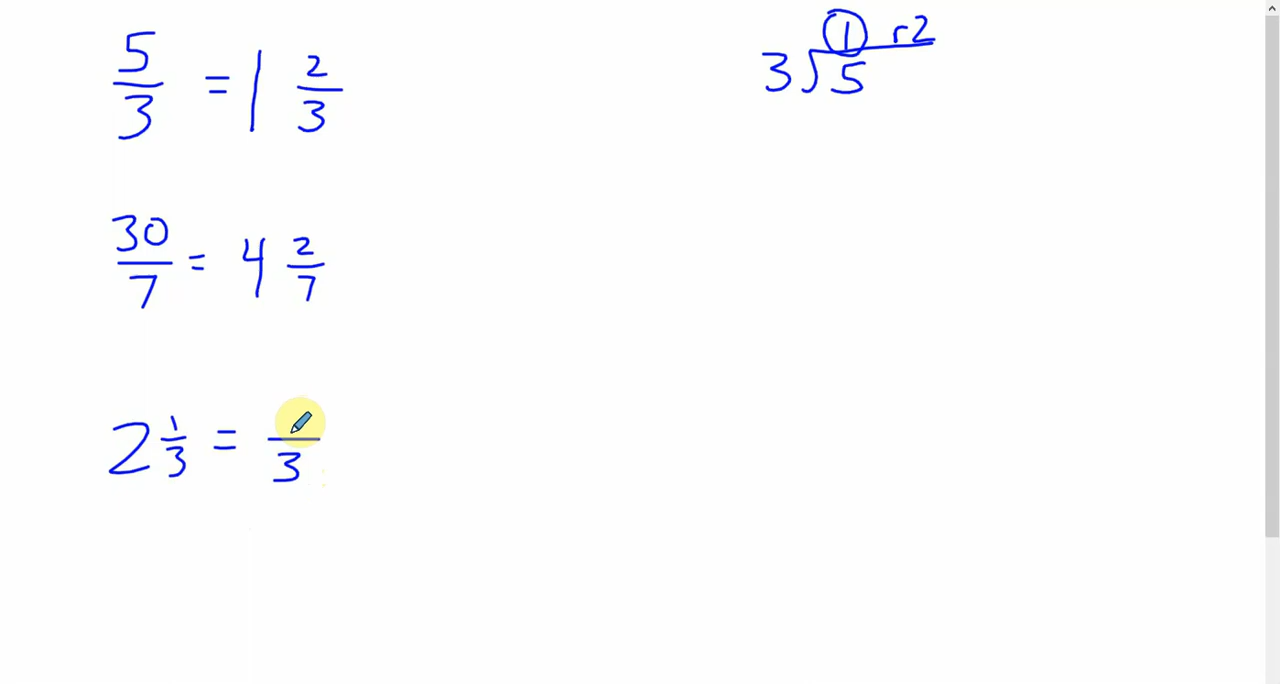 5/3 = 1 2/3
1 r2
3⟌5
30/7 = 4 2/7
2 1/3 = /3